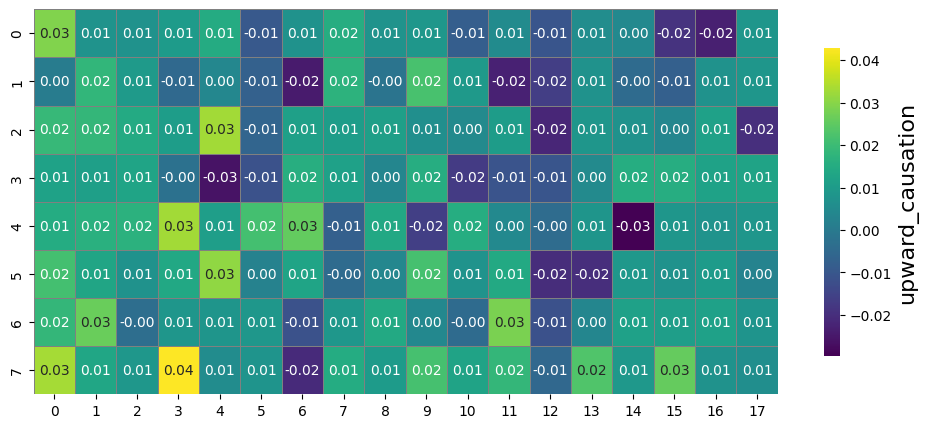 0 0.03 0.01 0.01 0.01 0.01 -0.01 0.01 0.02 0.01 0.01 -0.01 0.01 -0.01 0.01 0.00 -0.02 -0.02 0.01
1 0.00 0.02 0.01 -0.01 0.00 -0.01 -0.02 0.02 -0.00 0.02 0.01 -0.02 -0.02 0.01 -0.00 -0.01 0.01 0.01
2 0.02 0.02 0.01 0.01 0.03 -0.01 0.01 0.01 0.01 0.01 0.00 0.01 -0.02 0.01 0.01 0.00 0.01 -0.02
3 0.01 0.01 0.01 -0.00 -0.03 -0.01 0.02 0.01 0.00 0.02 -0.02 -0.01 -0.01 0.00 0.02 0.02 0.01 0.01
4 0.01 0.02 0.02 0.03 0.01 0.02 0.03 -0.01 0.01 -0.02 0.02 0.00 -0.00 0.01 -0.03 0.01 0.01 0.01
5 0.02 0.01 0.01 0.01 0.03 0.00 0.01 -0.00 0.00 0.02 0.01 0.01 -0.02 -0.02 0.01 0.01 0.01 0.00
6 0.02 0.03 -0.00 0.01 0.01 0.01 -0.01 0.01 0.01 0.00 -0.00 0.03 -0.01 0.00 0.01 0.01 0.01 0.01
7 0.03 0.01 0.01 0.04 0.01 0.01 -0.02 0.01 0.01 0.02 0.01 0.02 -0.01 0.02 0.01 0.03 0.01 0.01
0 1 2 3 4 5 6 7 8 9 10 11 12 13 14 15 16 17
0.04
0.03
0.02
0.01
0.00
−0.01
−0.02
upward_causation